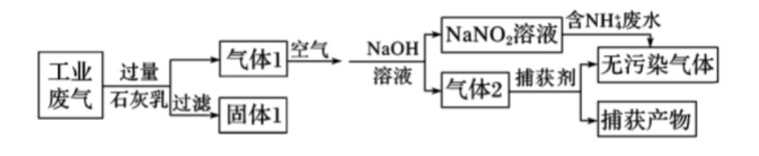 工业
废气
过量
石灰乳
过滤
气体1
固体1
空气
NaOH
溶液
NaNO₂溶液
气体2
含NH₄⁺废水
捕获剂
无污染气体
捕获产物